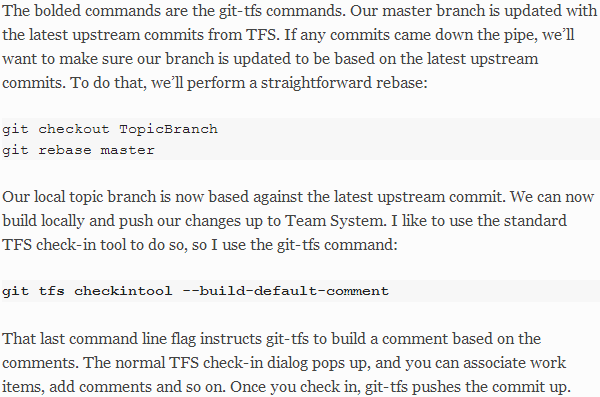 The bolded commands are the git-tfs commands. Our master branch is updated with
the latest upstream commits from TFS. If any commits came down the pipe, we’ll
want to make sure our branch is updated to be based on the latest upstream
commits. To do that, we’ll perform a straightforward rebase:
git checkout TopicBranch
git rebase master
Our local topic branch is now based against the latest upstream commit. We can now
build locally and push our changes up to Team System. I like to use the standard
TFS check-in tool to do so, so I use the git-tfs command:
git tfs checkintool --build-default-comment
That last command line flag instructs git-tfs to build a comment based on the
comments. The normal TFS check-in dialog pops up, and you can associate work
items, add comments and so on. Once you check in, git-tfs pushes the commit up.